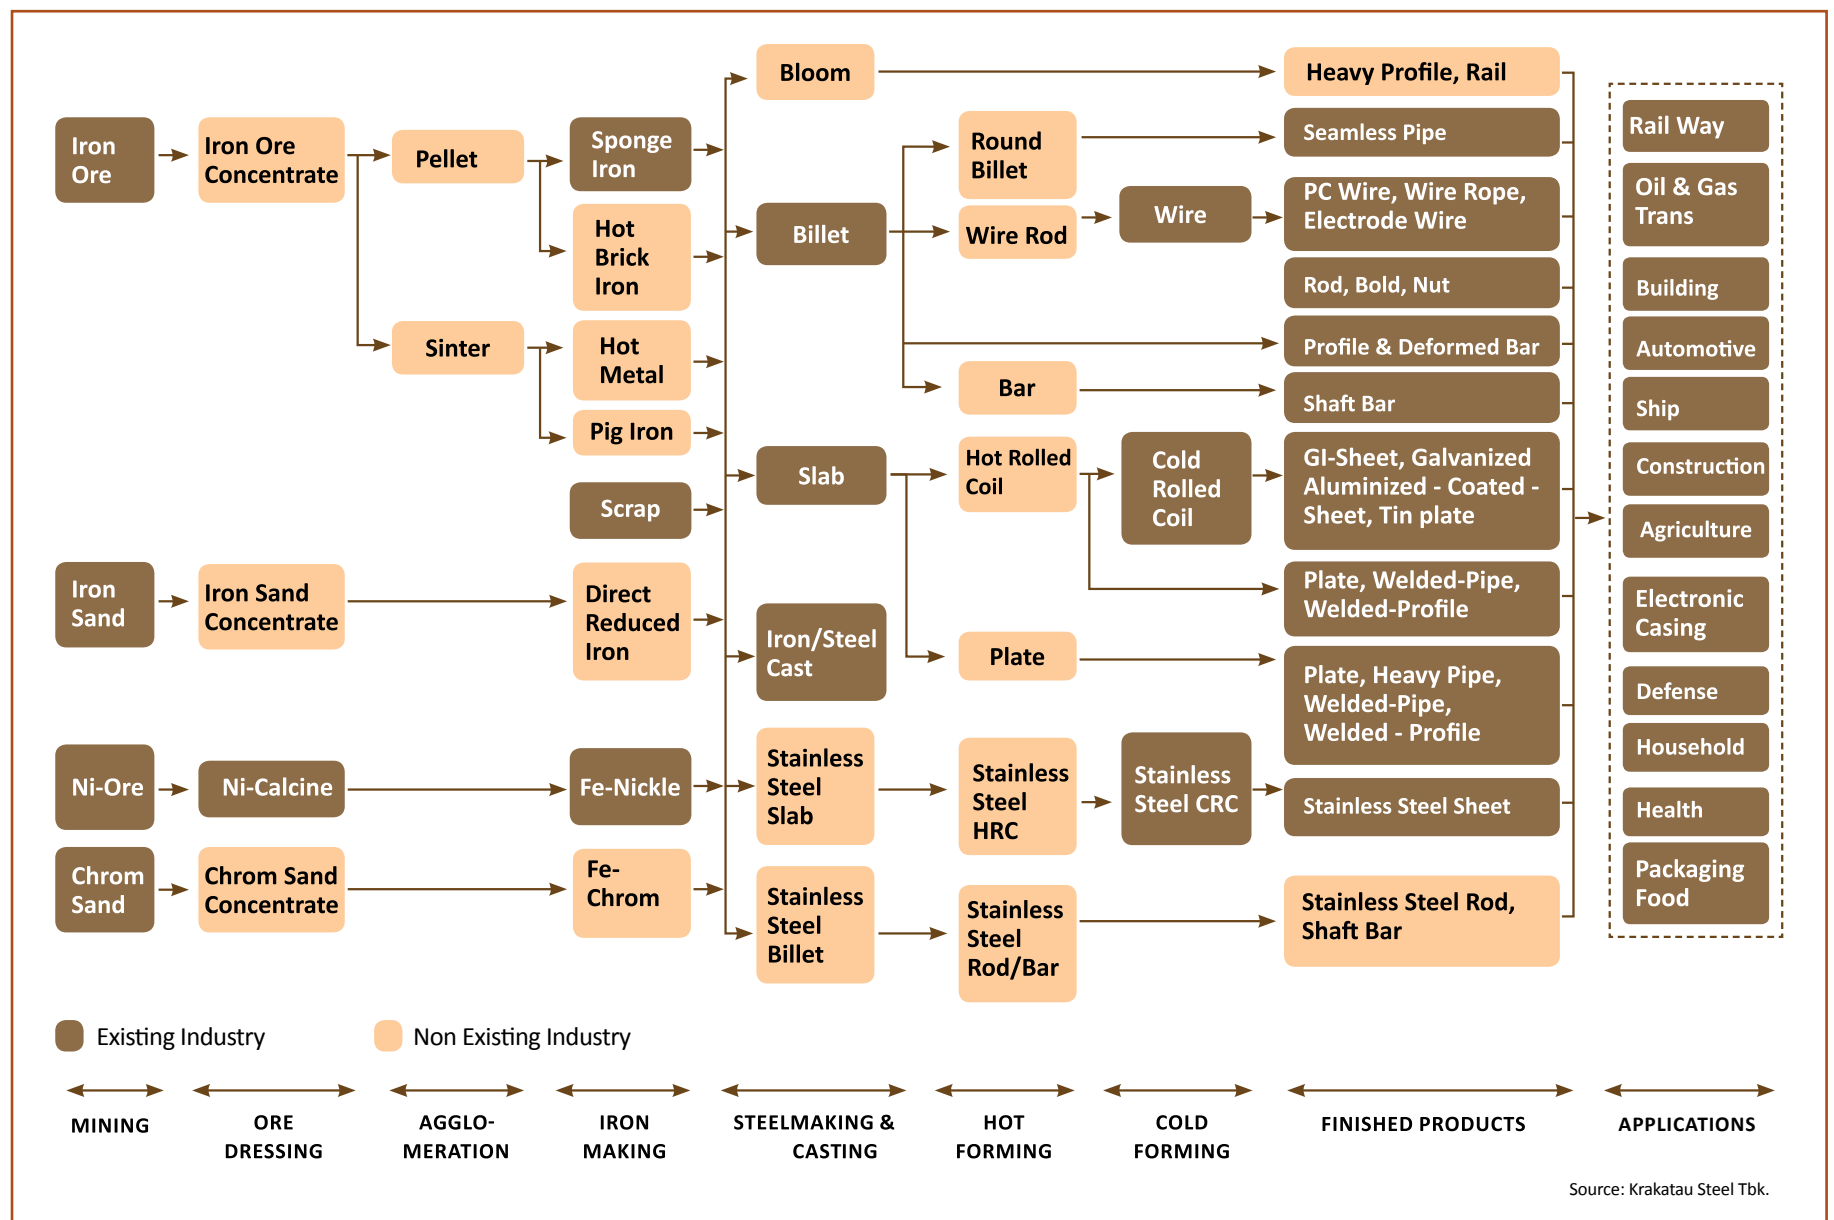 Iron
Ore
Iron Ore
Concentrate
Pellet
Sponge
Iron
Hot
Brick
Iron
Sinter
Hot
Metal
Pig Iron
Scrap
Iron
Sand
Iron Sand
Concentrate
Direct
Reduced
Iron
Ni-Ore
Ni-Calcine
Fe-Nickle
Chrom
Sand
Chrom Sand
Concentrate
Fe-
Chrom
Bloom
Billet
Slab
Iron/Steel
Cast
Stainless
Steel
Slab
Stainless
Steel
Billet
Round
Billet
Wire Rod
Bar
Hot Rolled
Coil
Plate
Stainless
Steel
HRC
Stainless
Steel
Rod/Bar
Wire
Cold
Rolled
Coil
Stainless
Steel CRC
Heavy Profile, Rail
Seamless Pipe
PC Wire, Wire Rope,
Electrode Wire
Rod, Bold, Nut
Profile & Deformed Bar
Shaft Bar
GI-Sheet, Galvanized
Aluminized - Coated -
Sheet, Tin plate
Plate, Welded-Pipe,
Welded-Profile
Plate, Heavy Pipe,
Welded-Pipe,
Welded - Profile
Stainless Steel Sheet
Stainless Steel Rod,
Shaft Bar
Rail Way
Oil & Gas
Trans
Building
Automotive
Ship
Construction
Agriculture
Electronic
Casing
Defense
Household
Health
Packaging
Food
Existing Industry
Non Existing Industry
MINING
ORE
DRESSING
AGGLO-
MERATION
IRON
MAKING
STEELMAKING &
CASTING
HOT
FORMING
COLD
FORMING
FINISHED PRODUCTS
APPLICATIONS
Source: Krakatau Steel Tbk.